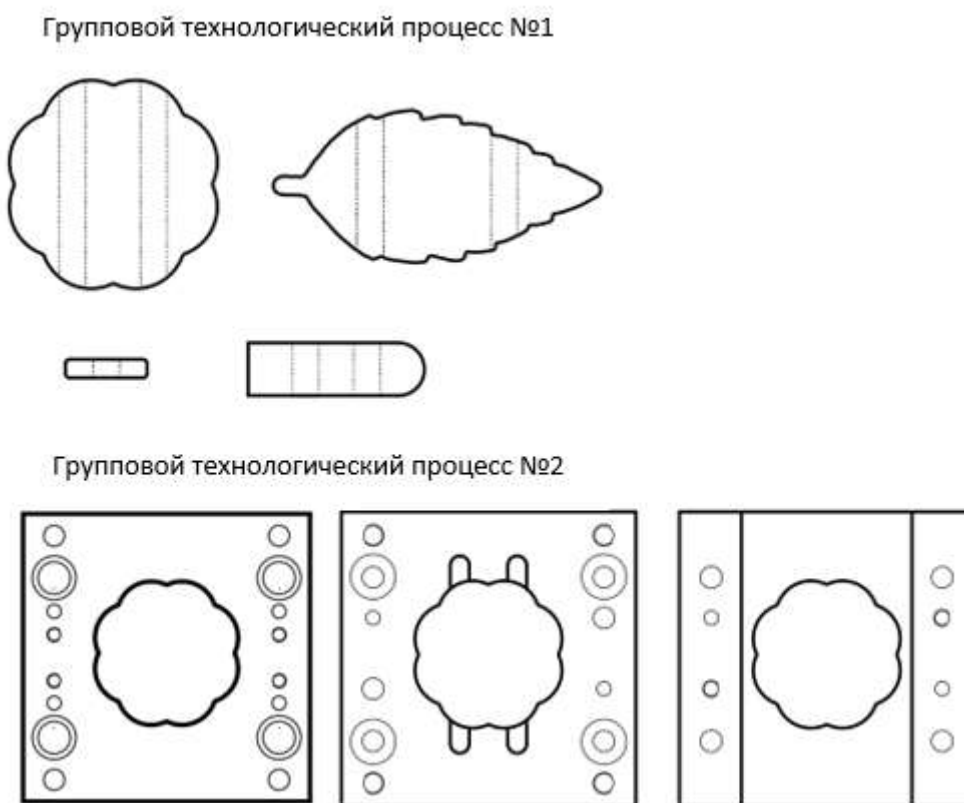 Групповой технологический процесс №1
Групповой технологический процесс №2